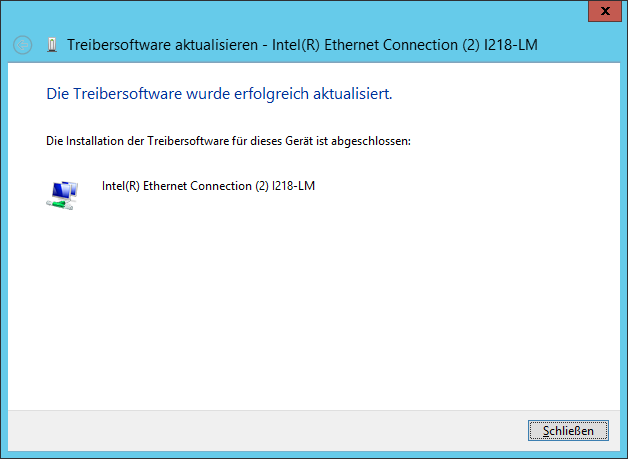 Treibersoftware aktualisieren - Intel(R) Ethernet Connection (2) I218-LM
Die Treibersoftware wurde erfolgreich aktualisiert.
Die Installation der Treibersoftware für dieses Gerät ist abgeschlossen:
Intel(R) Ethernet Connection (2) I218-LM
Schließen